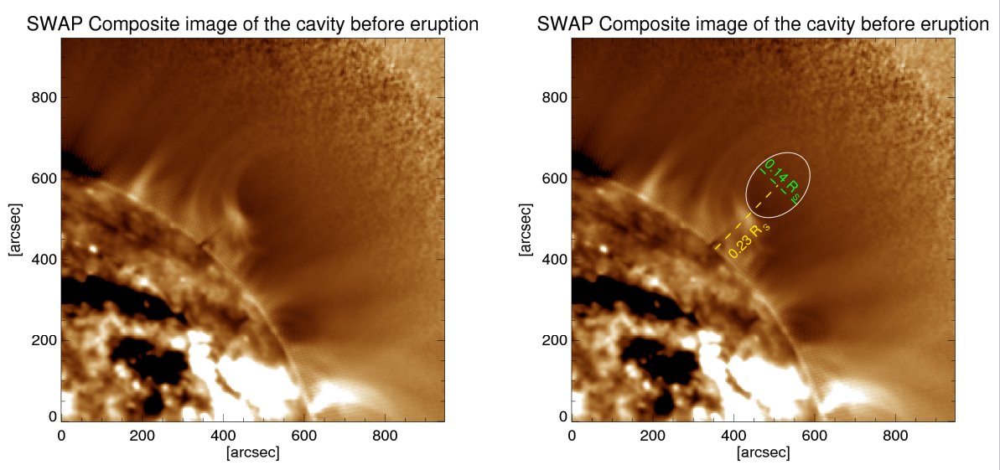 SWAP Composite image of the cavity before eruption
[arcsec]
800
600
400
200
0
0 200 400 600 800
[arcsec]
SWAP Composite image of the cavity before eruption
[arcsec]
800
600
400
200
0
0.14 Rs
0.23 Rs
0 200 400 600 800
[arcsec]